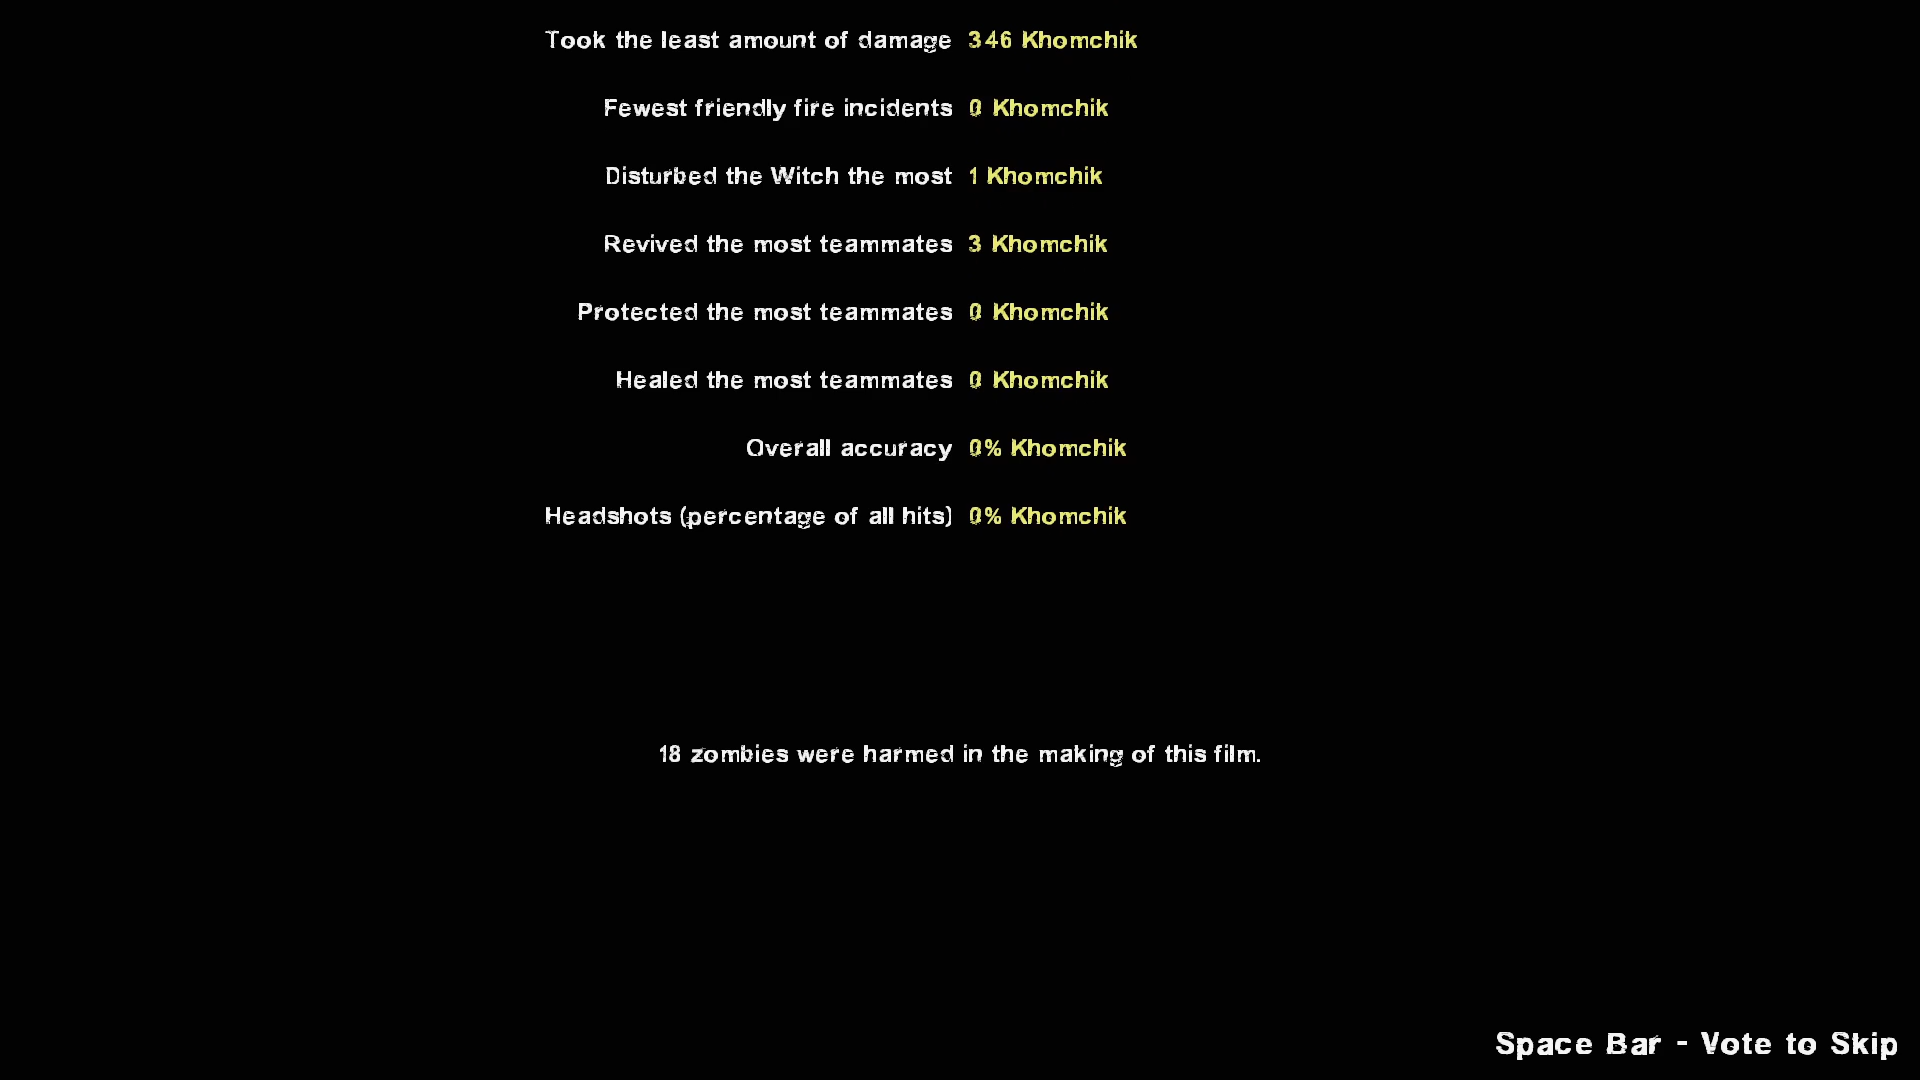 Took the least amount of damage 346 Khomchik
Fewest friendly fire incidents 0 Khomchik
Disturbed the Witch the most 1 Khomchik
Revived the most teammates 3 Khomchik
Protected the most teammates 0 Khomchik
Healed the most teammates 0 Khomchik
Overall accuracy 0% Khomchik
Headshots (percentage of all hits) 0% Khomchik
18 zombies were harmed in the making of this film.
Space Bar - Vote to Skip